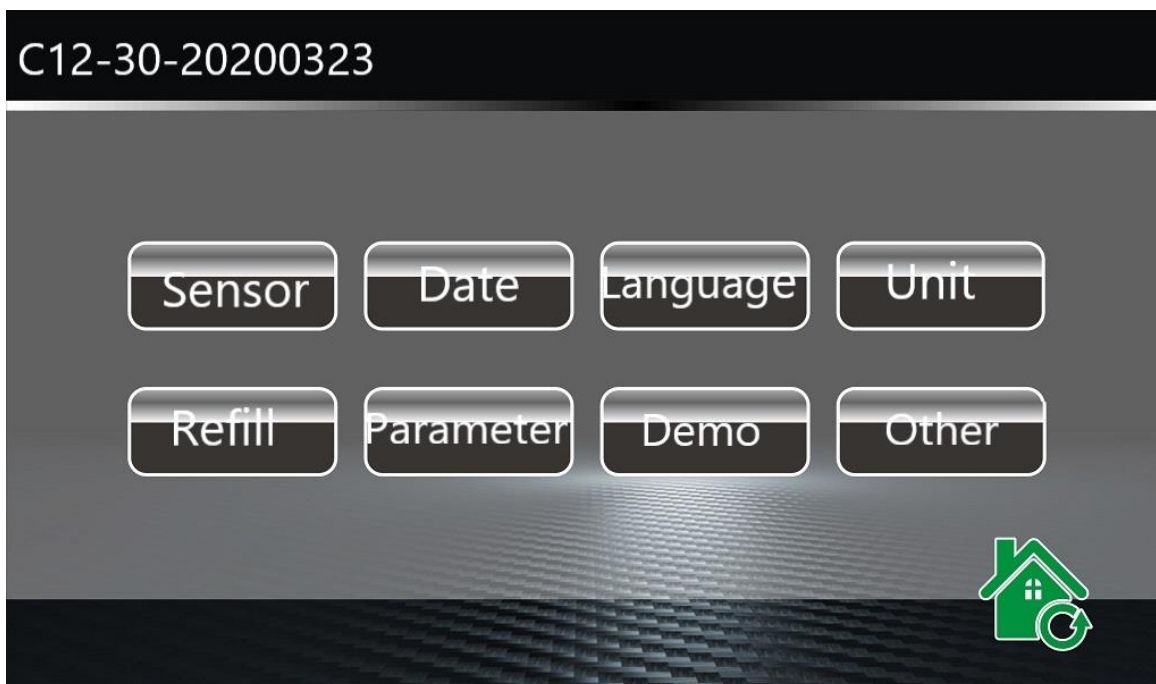 C12-30-20200323
Sensor Date Language Unit
Refill Parameter Demo Other